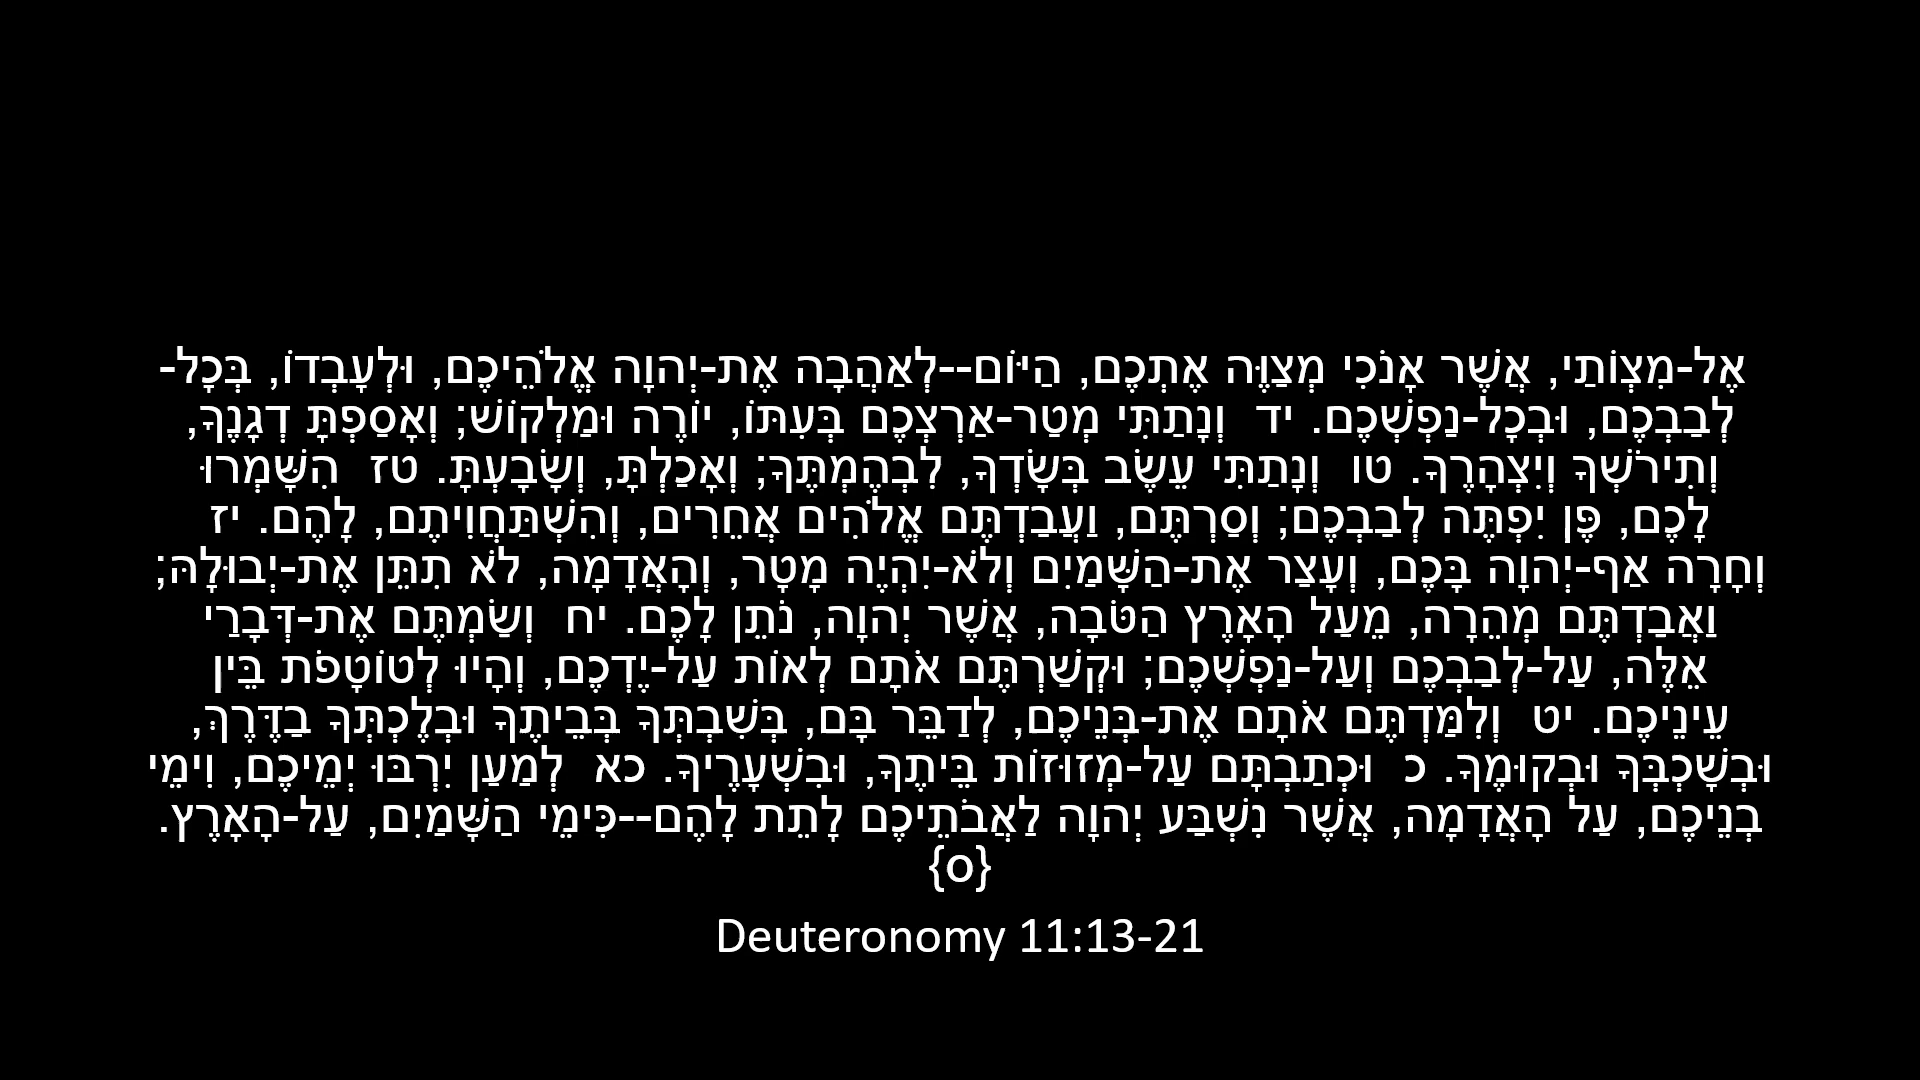 אֶל-מִצְוֺתַי, אֲשֶׁר אָנֹכִי מְצַוֶּה אֶתְכֶם, הַיּוֹם--לְאַהֲבָה אֶת-יְהוָה אֱלֹהֵיכֶם, וּלְעָבְדוֹ, בְּכָל-
לְבַבְכֶם, וּבְכָל-נַפְשְׁכֶם. יד  וְנָתַתִּי מְטַר-אַרְצְכֶם בְּעִתּוֹ, יוֹרֶה וּמַלְקוֹשׁ; וְאָסַפְתָּ דְגָנֶךָ,
וְתִירֹשְׁךָ וְיִצְהָרֶךָ. טו  וְנָתַתִּי עֵשֶׂב בְּשָׂדְךָ, לִבְהֶמְתֶּךָ; וְאָכַלְתָּ, וְשָׂבָעְתָּ. טז  הִשָּׁמְרוּ
לָכֶם, פֶּן יִפְתֶּה לְבַבְכֶם; וְסַרְתֶּם, וַעֲבַדְתֶּם אֱלֹהִים אֲחֵרִים, וְהִשְׁתַּחֲוִיתֶם, לָהֶם. יז
וְחָרָה אַף-יְהוָה בָּכֶם, וְעָצַר אֶת-הַשָּׁמַיִם וְלֹא-יִהְיֶה מָטָר, וְהָאֲדָמָה, לֹא תִתֵּן אֶת-יְבוּלָהּ;
וַאֲבַדְתֶּם מְהֵרָה, מֵעַל הָאָרֶץ הַטֹּבָה, אֲשֶׁר יְהוָה, נֹתֵן לָכֶם. יח  וְשַׂמְתֶּם אֶת-דְּבָרַי
אֵלֶּה, עַל-לְבַבְכֶם וְעַל-נַפְשְׁכֶם; וּקְשַׁרְתֶּם אֹתָם לְאוֹת עַל-יֶדְכֶם, וְהָיוּ לְטוֹטָפֹת בֵּין
עֵינֵיכֶם. יט  וְלִמַּדְתֶּם אֹתָם אֶת-בְּנֵיכֶם, לְדַבֵּר בָּם, בְּשִׁבְתְּךָ בְּבֵיתֶךָ וּבְלֶכְתְּךָ בַדֶּרֶךְ,
וּבְשָׁכְבְּךָ וּבְקוּמֶךָ. כ  וּכְתַבְתָּם עַל-מְזוּזוֹת בֵּיתֶךָ, וּבִשְׁעָרֶיךָ. כא  לְמַעַן יִרְבּוּ יְמֵיכֶם, וִימֵי
בְנֵיכֶם, עַל הָאֲדָמָה, אֲשֶׁר נִשְׁבַּע יְהוָה לַאֲבֹתֵיכֶם לָתֵת לָהֶם--כִּימֵי הַשָּׁמַיִם, עַל-הָאָרֶץ.
{ס}
Deuteronomy 11:13-21